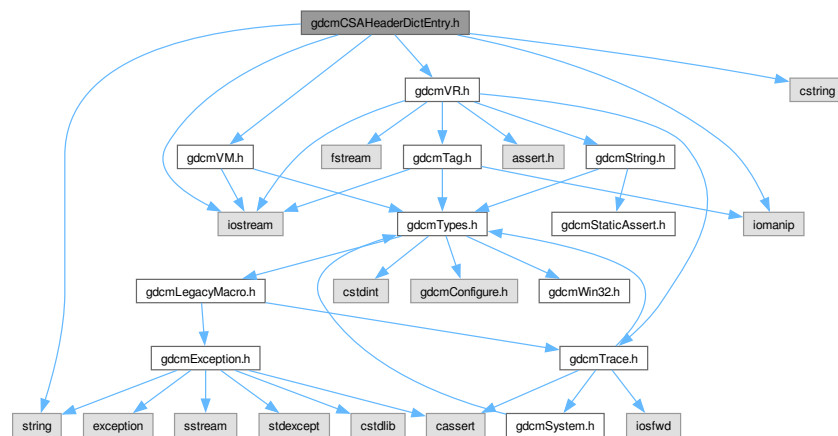 gdcmCSAHeaderDictEntry.h
cstring
gdcmVR.h
gdcmVM.h
fstream
gdcmTag.h
assert.h
gdcmString.h
iostream
gdcmTypes.h
gdcmStaticAssert.h
iomanip
gdcmLegacyMacro.h
cstdint
gdcmConfigure.h
gdcmWin32.h
gdcmException.h
gdcmTrace.h
string
exception
sstream
stdexcept
cstdlib
cassert
gdcmSystem.h
iosfwd